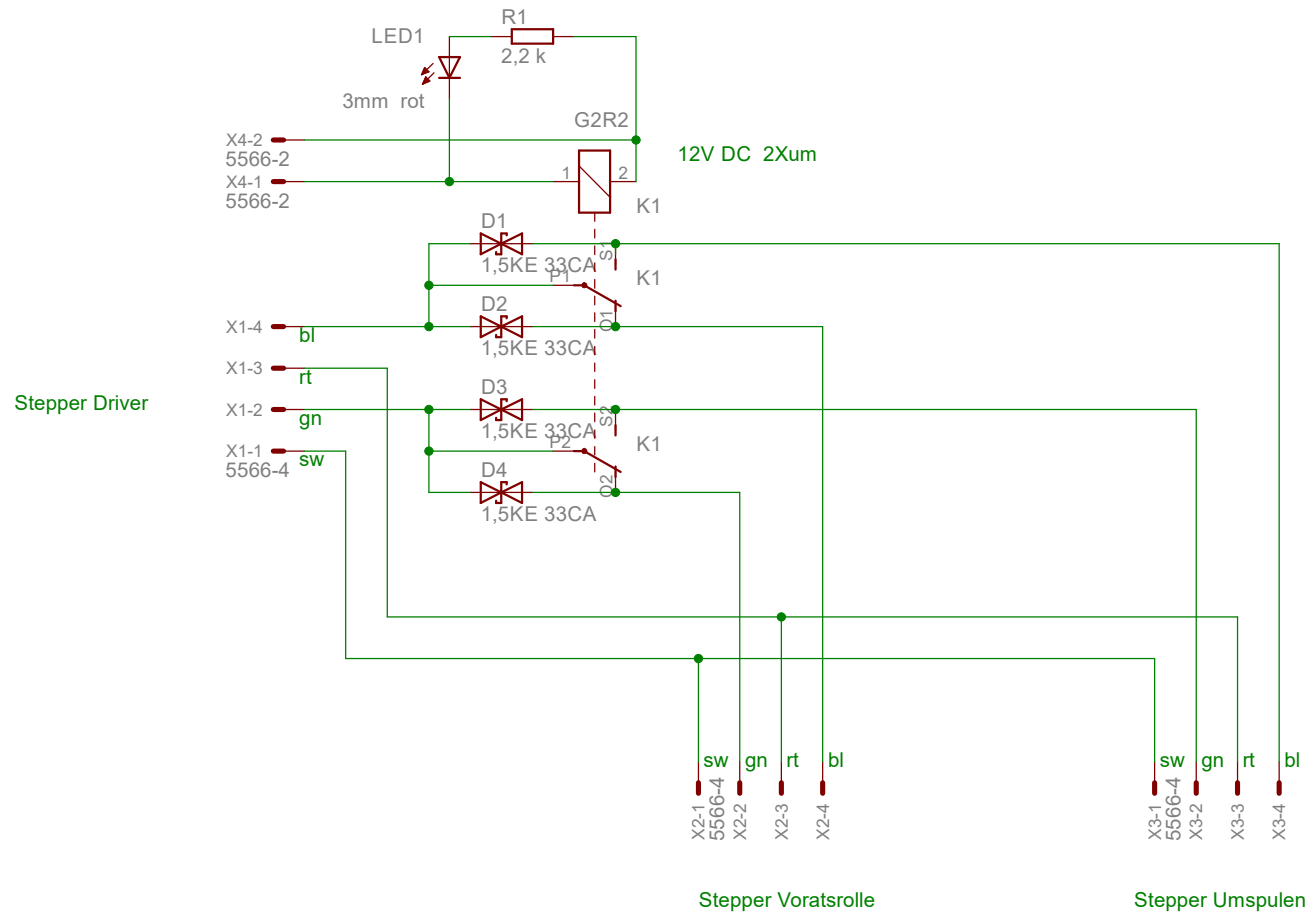 R1
LED1
2,2 k
3mm  rot
G2R2
X4-2
5566-2
12V DC  2Xum
X4-1
5566-2
1
2
K1
D1
S1
1,5KE 33CA
P1
K1
D2
O1
X1-4
bl
1,5KE 33CA
X1-3
rt
D3
Stepper Driver
X1-2
gn
S2
1,5KE 33CA
P2
K1
X1-1
sw
5566-4
D4
O2
1,5KE 33CA
sw
gn
rt
bl
sw
gn
rt
bl
X2-1
5566-4
X2-2
X2-3
X2-4
X3-1
5566-4
X3-2
X3-3
X3-4
Stepper Voratsrolle
Stepper Umspulen